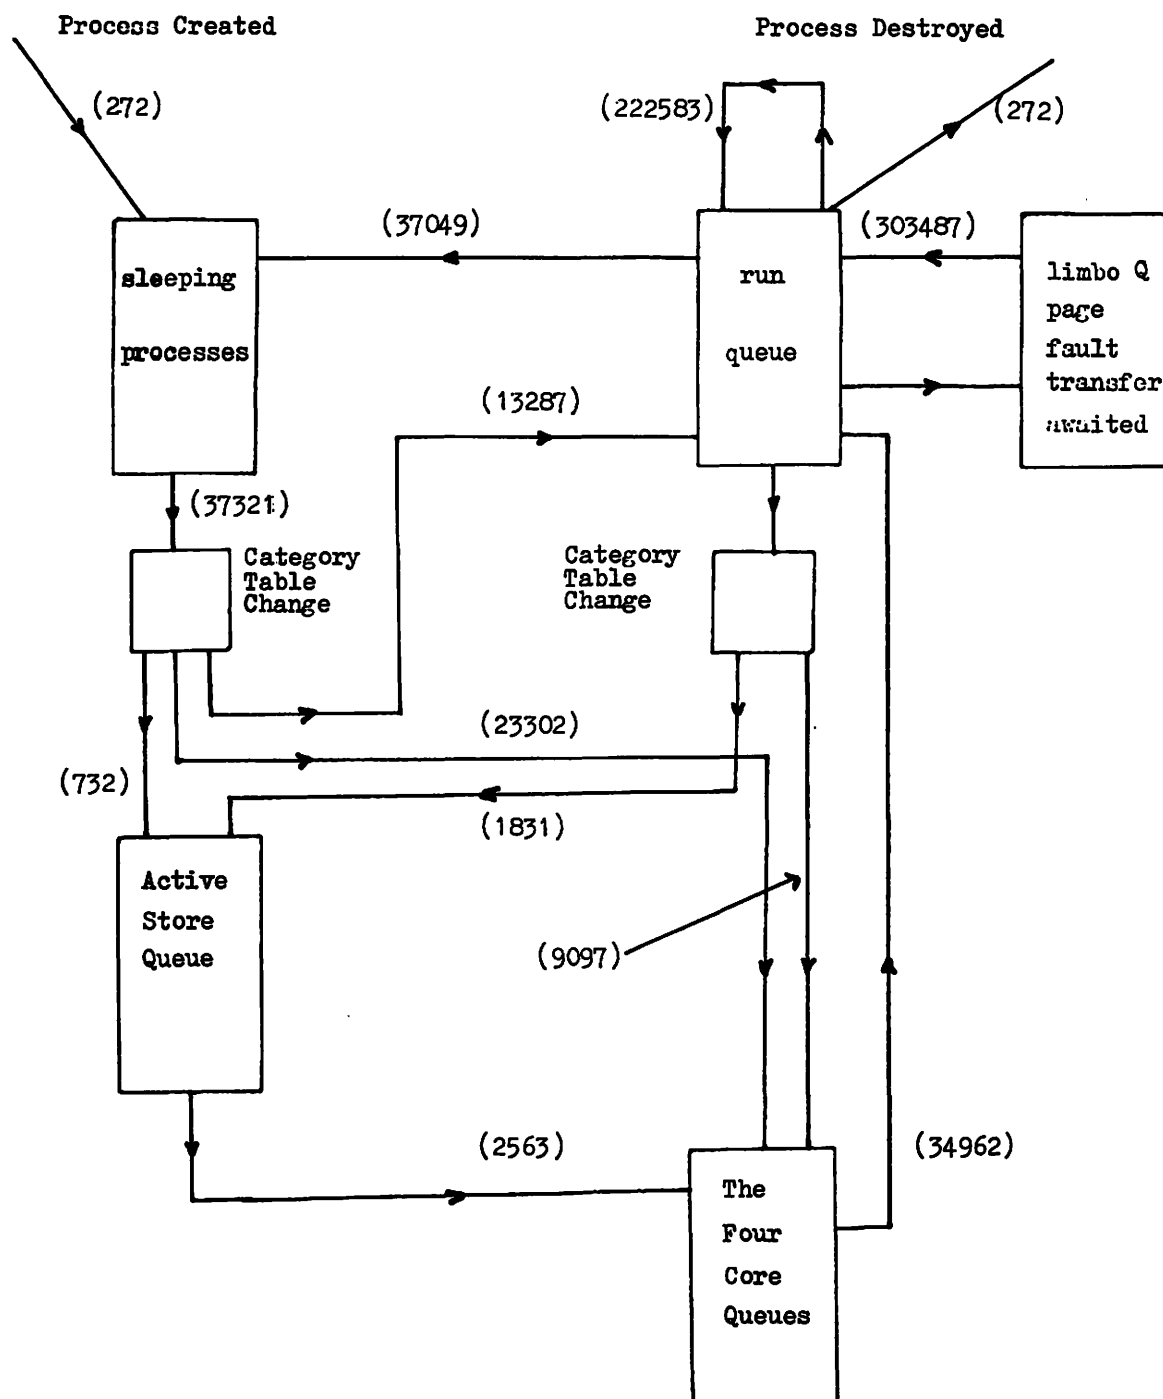 Process Created
Process Destroyed
(272)
(222583)
(272)
(37049)
(303487)
sleeping
processes
run
queue
limbo Q
page
fault
transfer
awaited
(13287)
(37321)
Category
Table
Change
Category
Table
Change
(23302)
(732)
(1831)
Active
Store
Queue
(9097)
(2563)
(34962)
The
Four
Core
Queues